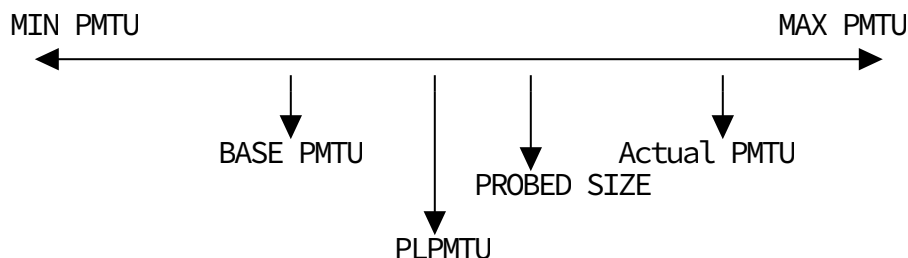 MIN PMTU MAX PMTU
BASE PMTU Actual PMTU
PROBED SIZE
PLPMTU